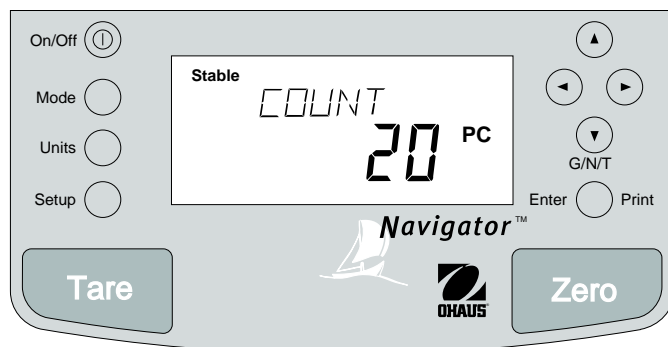 On/Off
Mode
Units
Setup
Stable
COUNT
20 PC
G/N/T
Enter Print
Navigator™
Tare
OHAUS
Zero